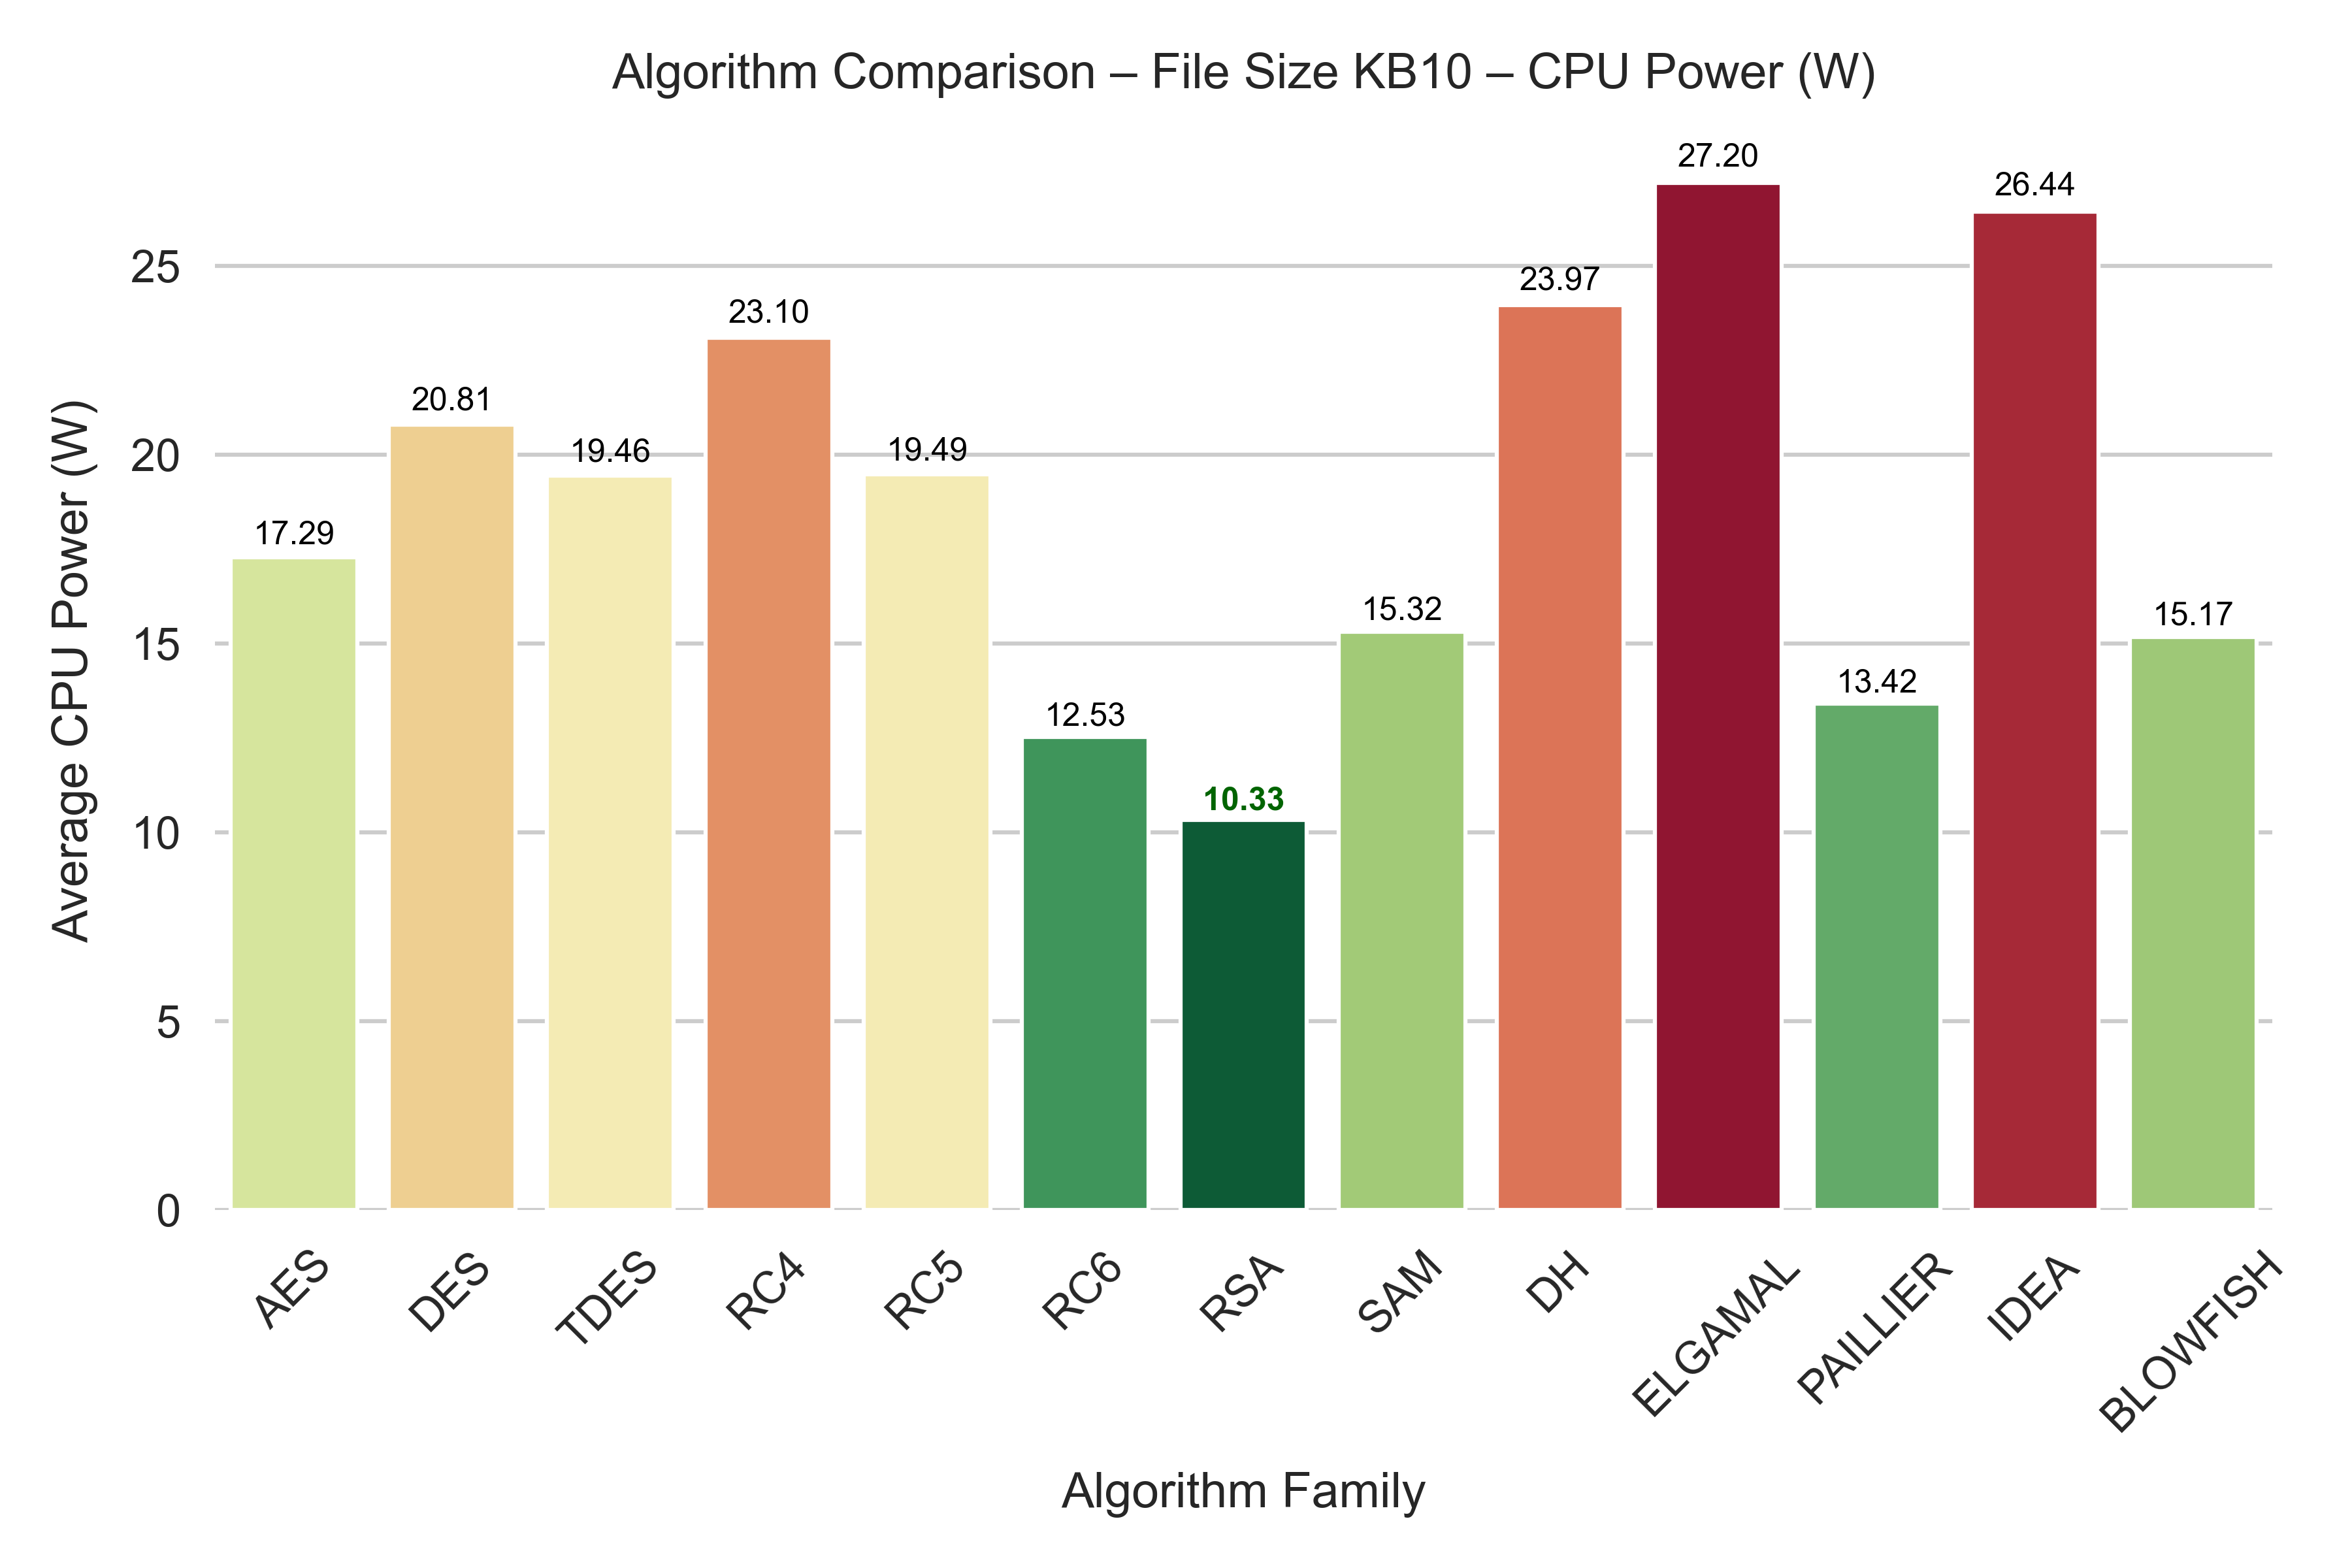 Algorithm Comparison – File Size KB10 – CPU Power (W)
Average CPU Power (W)
25
20
15
10
5
0
17.29
20.81
19.46
23.10
19.49
12.53
10.33
15.32
23.97
27.20
13.42
26.44
15.17
AES
DES
TDES
RC4
RC5
RC6
RSA
SAM
DH
ELGAMAL
PAILLIER
IDEA
BLOWFISH
Algorithm Family